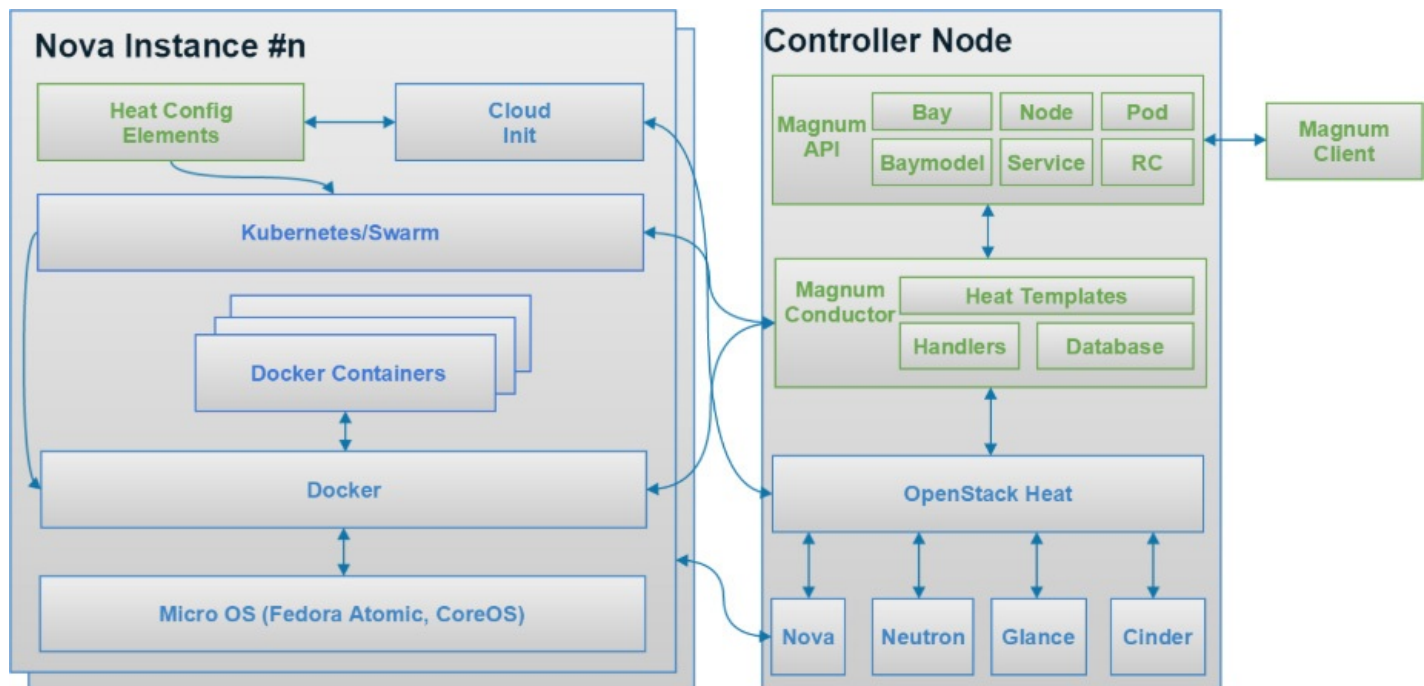 Nova Instance #n
Heat Config
Elements
Cloud
Init
Kubernetes/Swarm
Docker Containers
Docker
Micro OS (Fedora Atomic, CoreOS)
Controller Node
Magnum
API
Bay
Node
Pod
Baymodel
Service
RC
Magnum
Client
Magnum
Conductor
Heat Templates
Handlers
Database
OpenStack Heat
Nova
Neutron
Glance
Cinder